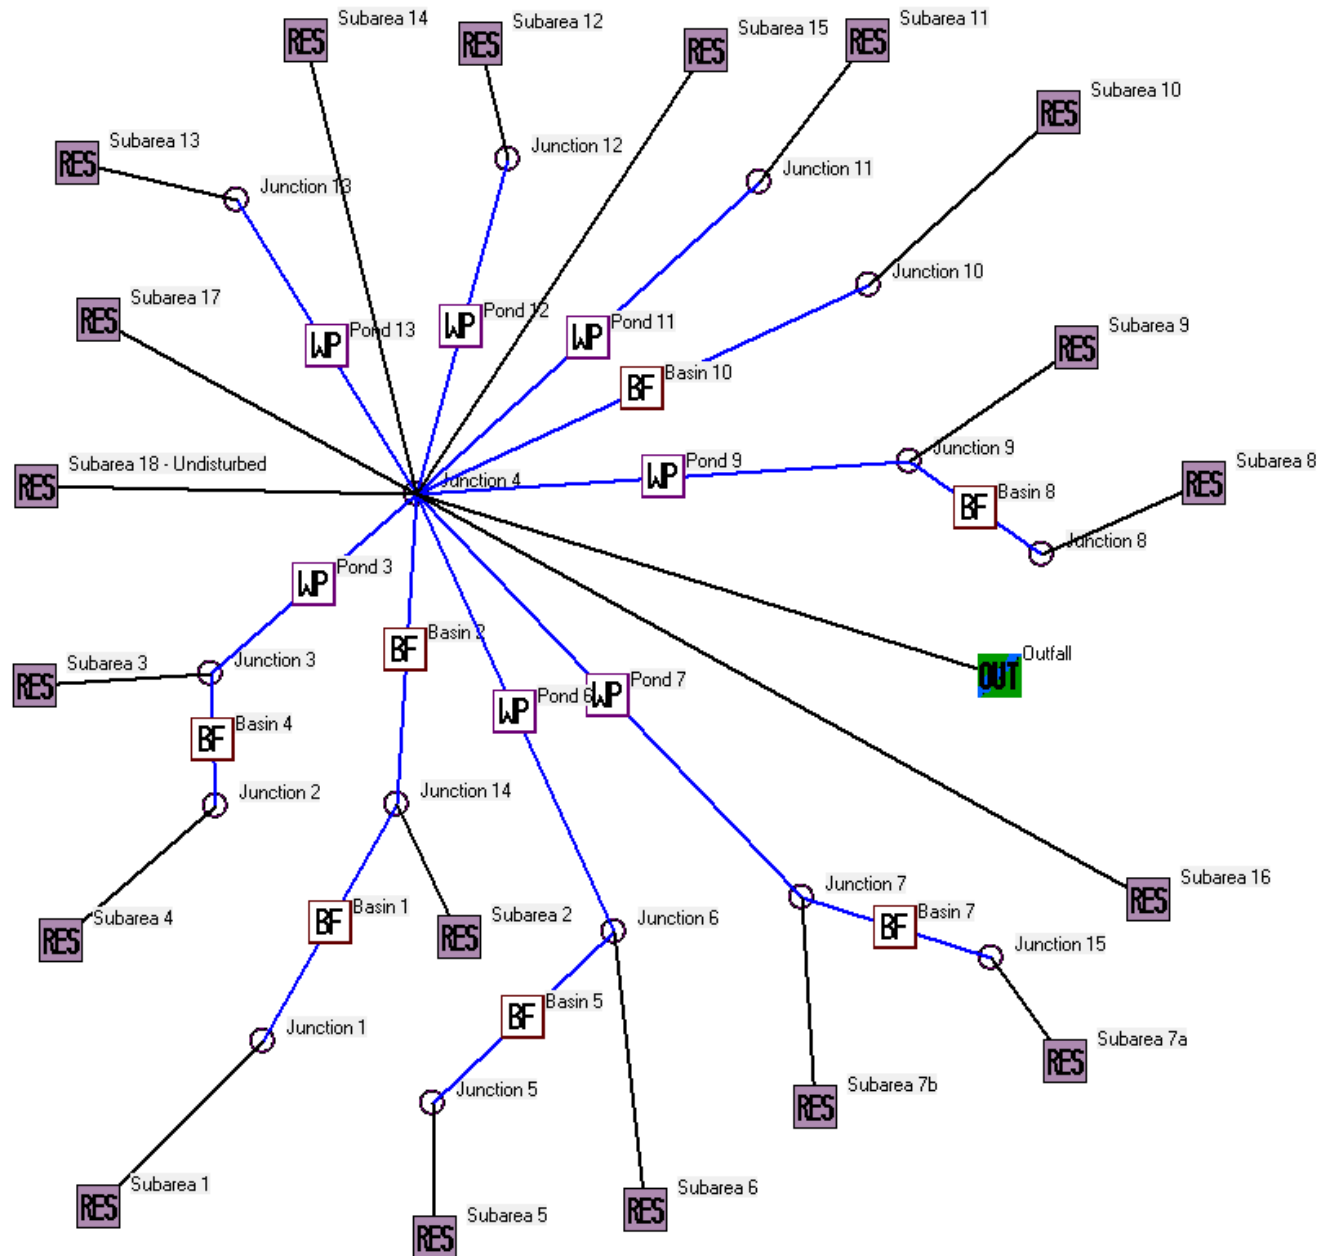 RES Subarea 14
RES Subarea 12
RES Subarea 15
RES Subarea 11
RES Subarea 10
RES Subarea 13
Junction 13
Junction 12
Junction 11
Junction 10
RES Subarea 17
WP Pond 13
WP Pond 12
WP Pond 11
BF Basin 10
RES Subarea 9
RES Subarea 18 - Undisturbed
Junction 4
WP Pond 9
Junction 9
BF Basin 8
RES Subarea 8
Junction 8
WP Pond 3
RES Subarea 3
Junction 3
BF Basin 2
WP Pond 6
WP Pond 7
OUT Outfall
BF Basin 4
Junction 2
Junction 14
RES Subarea 4
BF Basin 1
RES Subarea 2
Junction 6
Junction 7
BF Basin 7
Junction 15
RES Subarea 16
Junction 1
BF Basin 5
Junction 5
RES Subarea 7b
RES Subarea 7a
RES Subarea 1
RES Subarea 5
RES Subarea 6